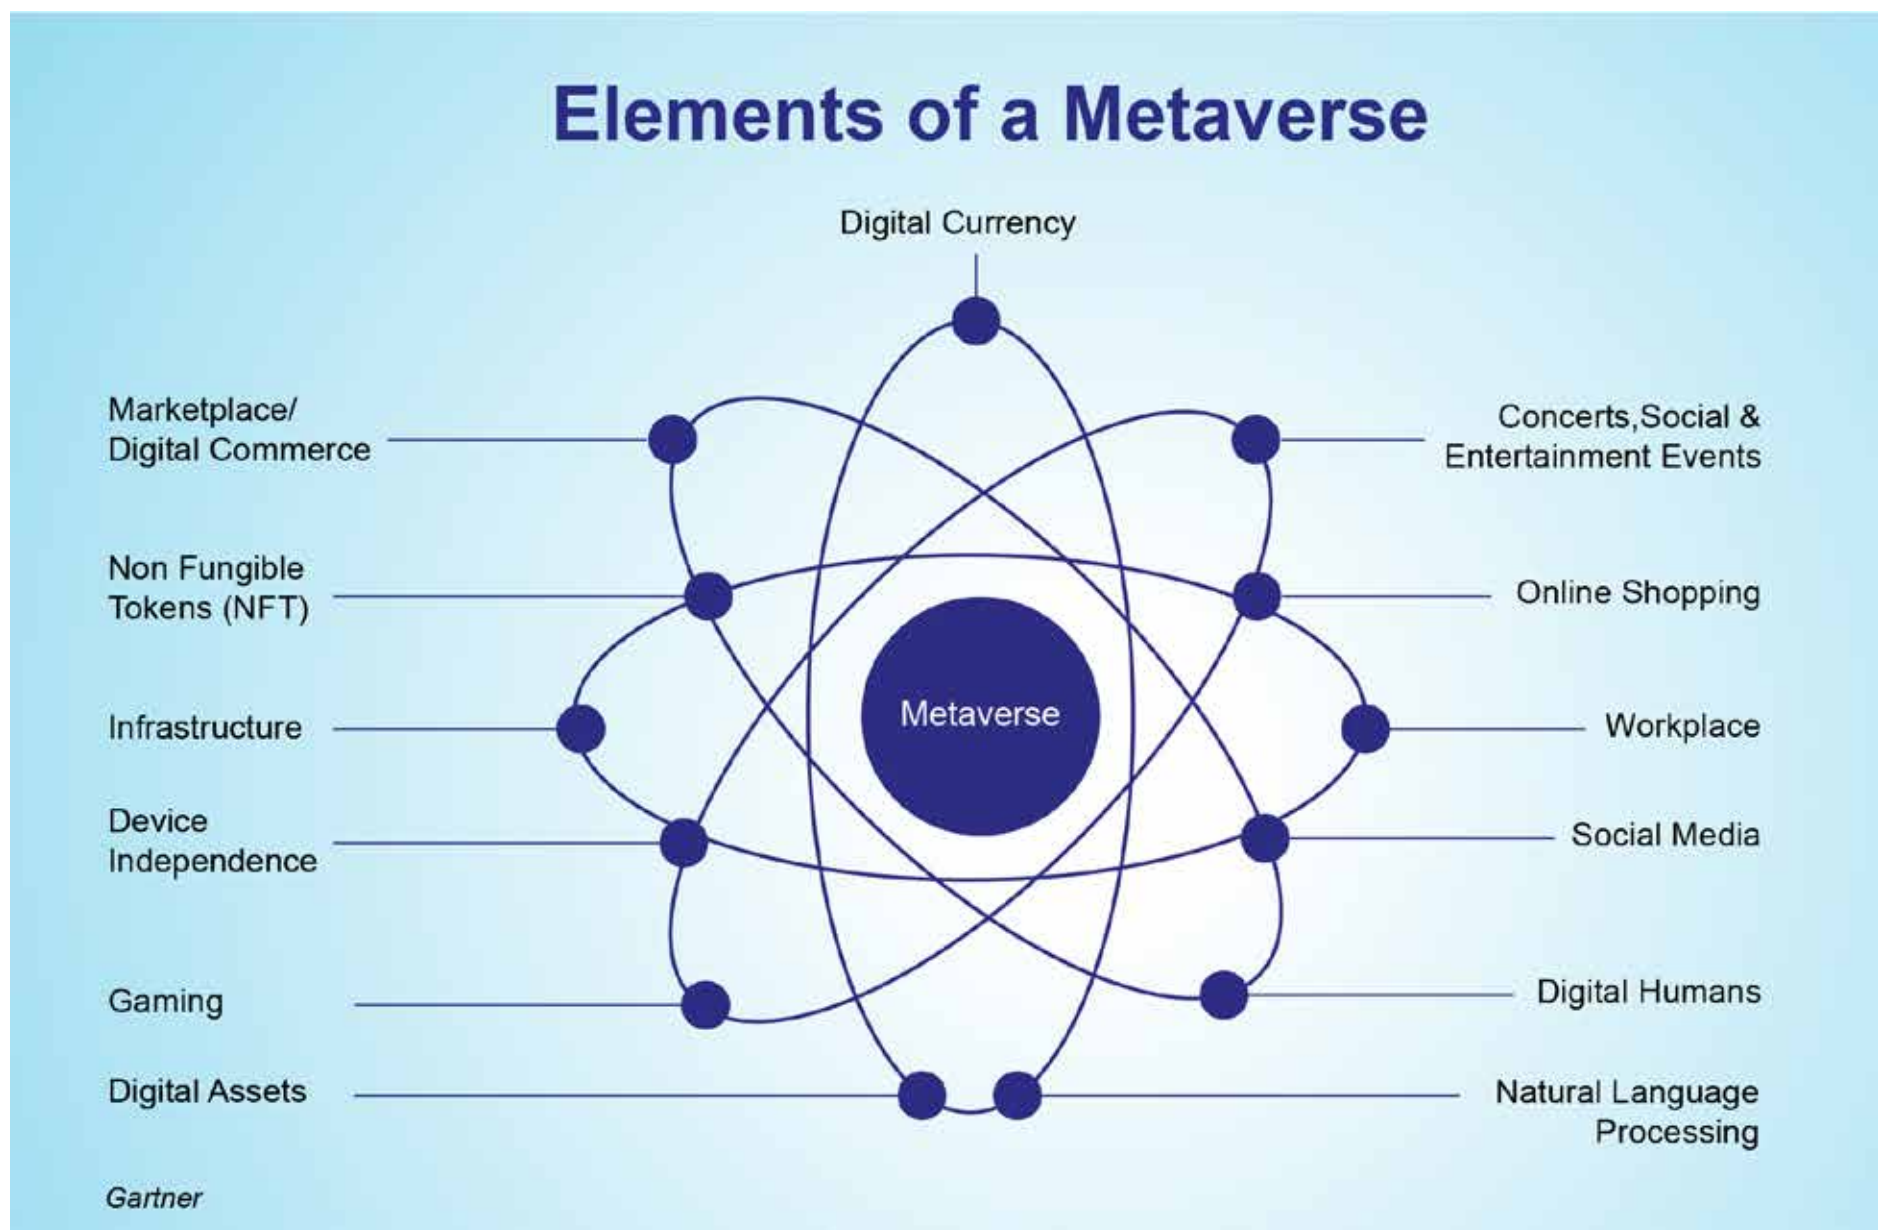 Elements of a Metaverse
Digital Currency
Marketplace/
Digital Commerce
Non Fungible
Tokens (NFT)
Infrastructure
Device
Independence
Gaming
Digital Assets
Metaverse
Concerts,Social &
Entertainment Events
Online Shopping
Workplace
Social Media
Digital Humans
Natural Language
Processing
Gartner